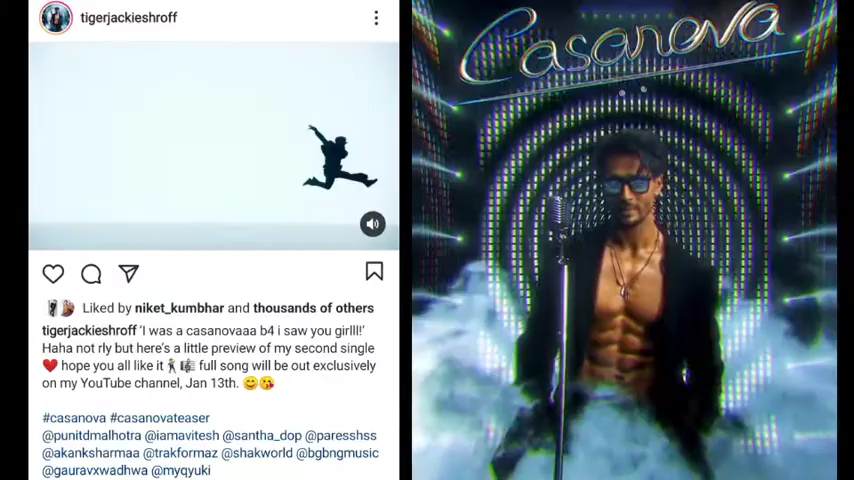 tigerjackieshroff
Liked by niket_kumbhar and thousands of others
tigerjackieshroff 'I was a casanovaaa b4 i saw you girlll!'
Haha not rly but here's a little preview of my second single
❤️ hope you all like it🕺🎼 full song will be out exclusively
on my YouTube channel, Jan 13th. 😊😘
#casanova #casanovateaser
@punitdmalhotra @iamavitesh @santha_dop @paresshss
@akanksharmaa @trakformaz @shakworld @bgbngmusic
@gauravxwadhwa @myqyuki
Casanova